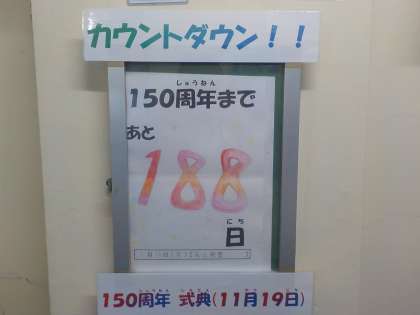 カウントダウン！！
しゅうねん
150周年まで
あと
188
にち
日
150周年 式典(11月19日)